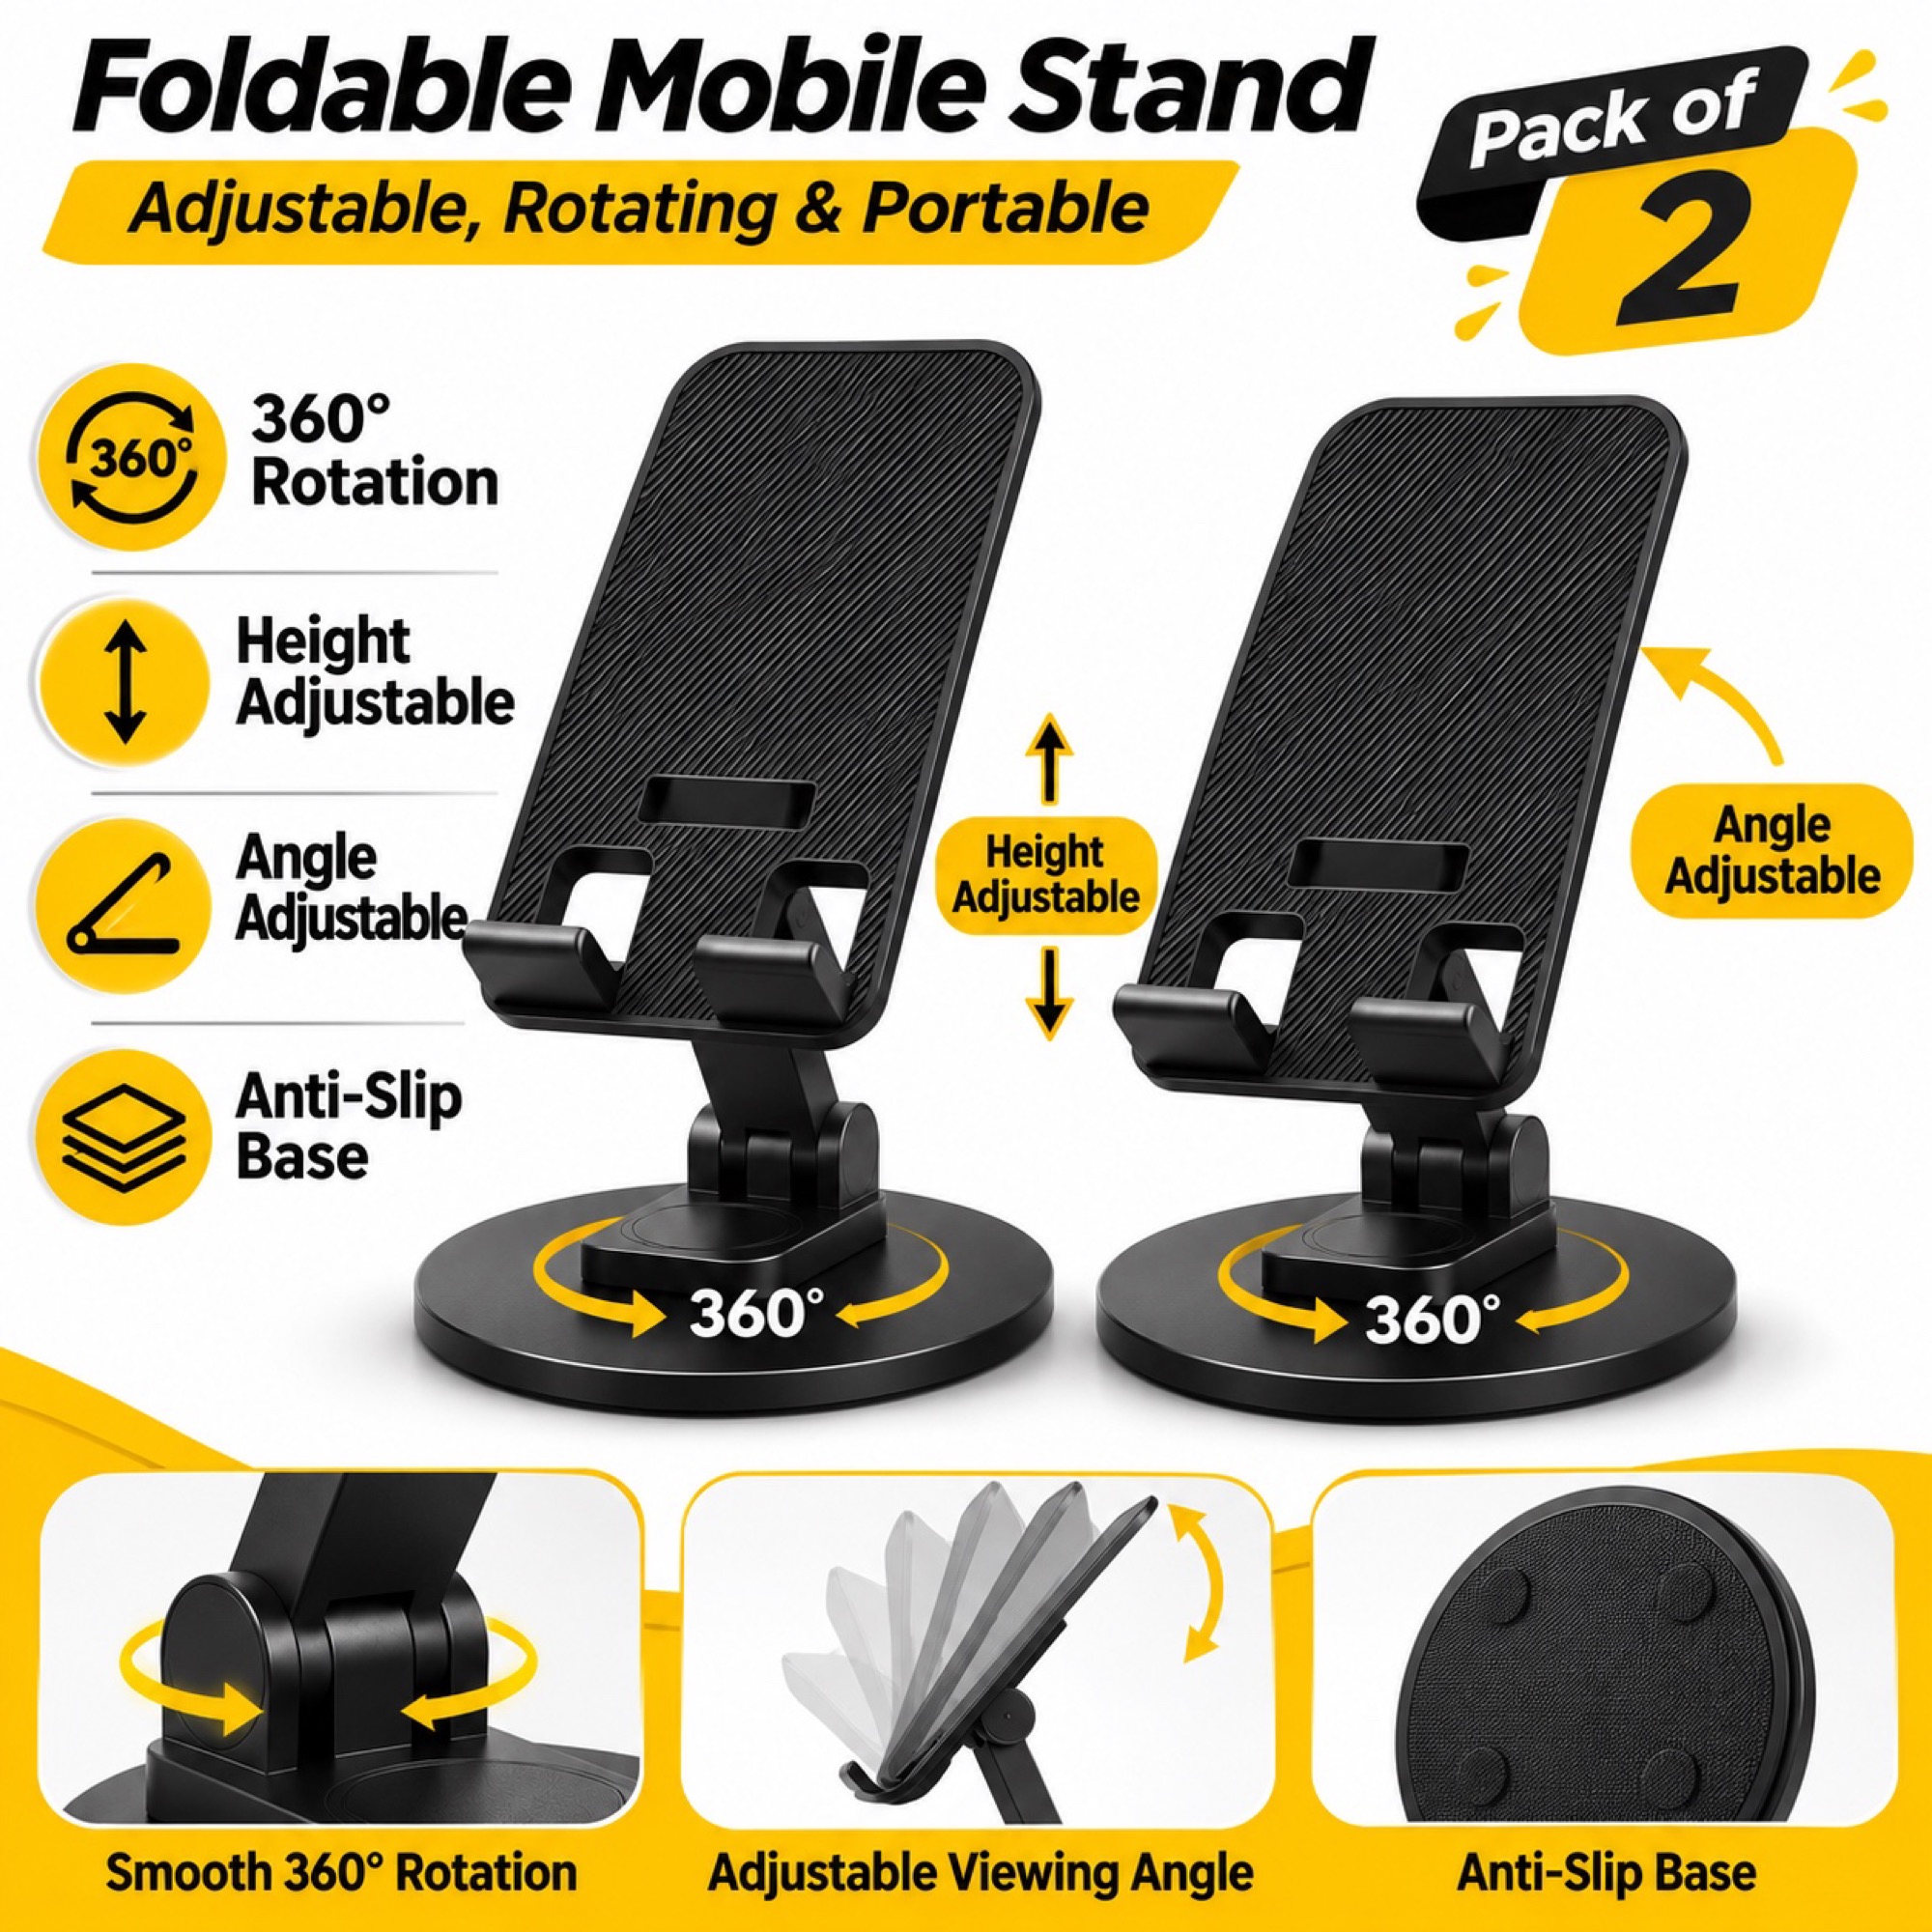 Foldable Mobile Stand
Adjustable, Rotating & Portable
Pack of
2
360°
360°
Rotation
Height
Adjustable
Angle
Adjustable
Anti-Slip
Base
Height
Adjustable
Angle
Adjustable
360°
360°
Smooth 360° Rotation
Adjustable Viewing Angle
Anti-Slip Base